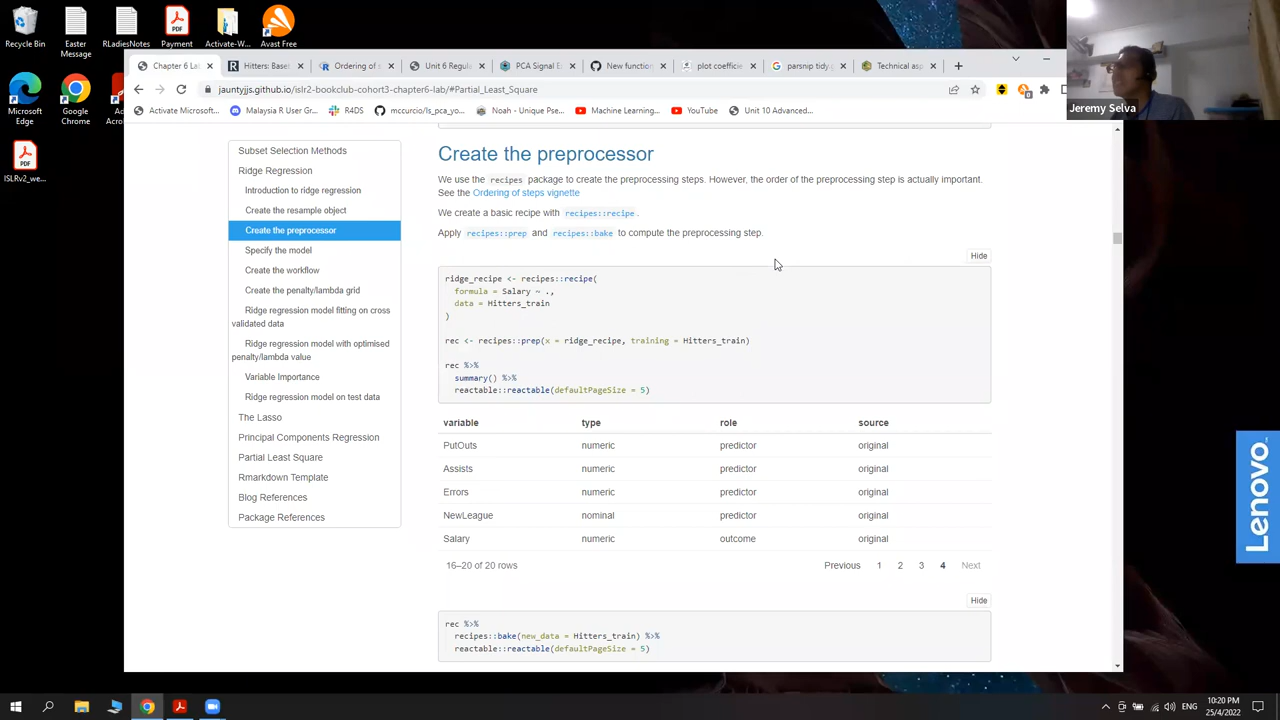 Recycle Bin
Easter Message
RLadiesNotes
Payment
Activate-W...
Avast Free
Microsoft Edge
Google Chrome
ISLRv2_we...
Chapter 6 La
Hitters: Base
Ordering of s
Unit 6 Regula
PCA Signal E
New function
plot coefficie
parsnip tidy.g
Technical asp
jauntyjjs.github.io/islr2-bookclub-cohort3-chapter6-lab/#Partial_Least_Square
Activate Microsoft...
Malaysia R User Gr...
R4DS
mccurcio/Is_pca_yo...
Noah - Unique Pse...
Machine Learning...
YouTube
Unit 10 Advanced...
Jeremy Selva
Subset Selection Methods
Ridge Regression
Introduction to ridge regression
Create the resample object
Create the preprocessor
Specify the model
Create the workflow
Create the penalty/lambda grid
Ridge regression model fitting on cross
validated data
Ridge regression model with optimised
penalty/lambda value
Variable Importance
Ridge regression model on test data
The Lasso
Principal Components Regression
Partial Least Square
Rmarkdown Template
Blog References
Package References
Create the preprocessor
We use the recipes package to create the preprocessing steps. However, the order of the preprocessing step is actually important.
See the Ordering of steps vignette
We create a basic recipe with recipes::recipe.
Apply recipes::prep and recipes::bake to compute the preprocessing step.
Hide
ridge_recipe <- recipes::recipe(
formula = Salary ~ .,
data = Hitters_train
)
rec <- recipes::prep(x = ridge_recipe, training = Hitters_train)
rec %>%
summary() %>%
reactable::reactable(defaultPageSize = 5)
variable type role source
PutOuts numeric predictor original
Assists numeric predictor original
Errors numeric predictor original
NewLeague nominal predictor original
Salary numeric outcome original
16–20 of 20 rows
Previous 1 2 3 4 Next
Hide
rec %>%
recipes::bake(new_data = Hitters_train) %>%
reactable::reactable(defaultPageSize = 5)
Lenovo
10:20 PM
25/4/2022